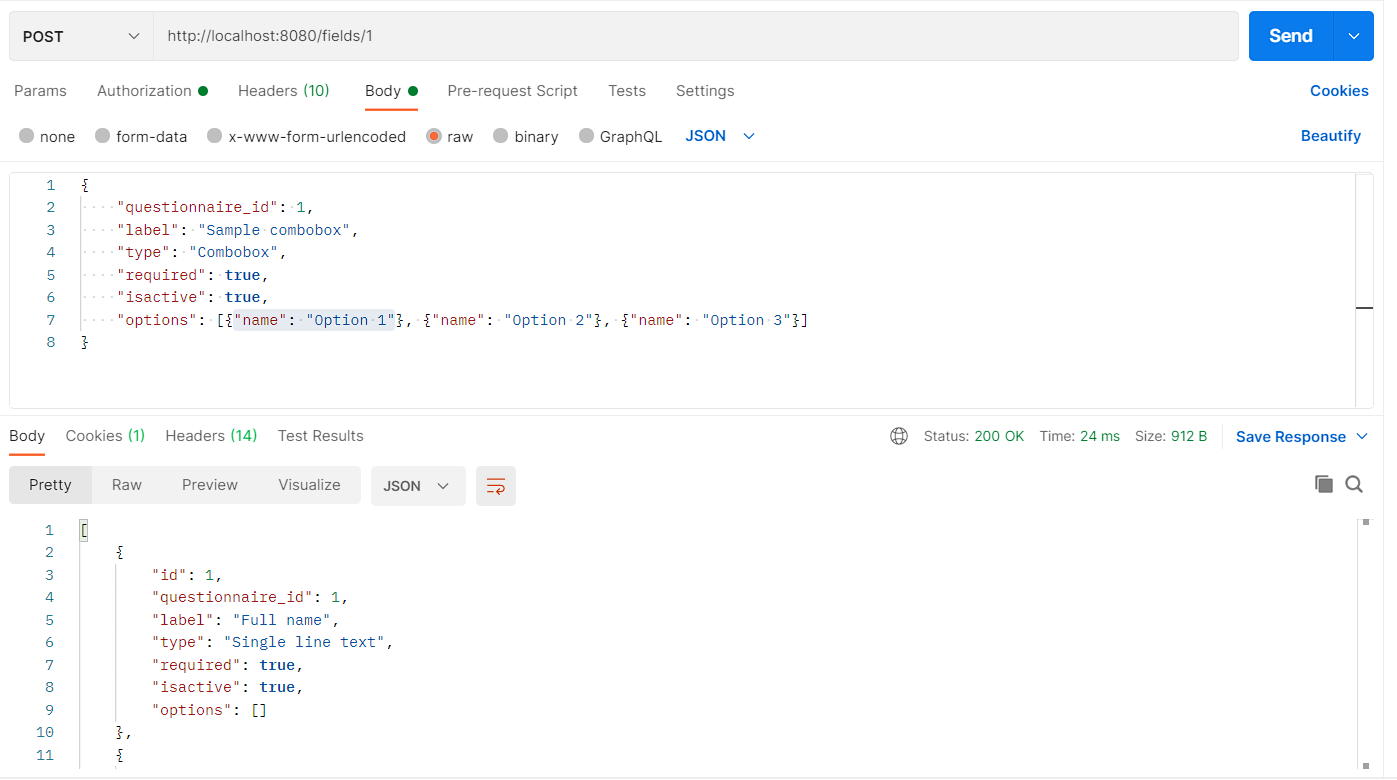 POST http://localhost:8080/fields/1 Send
Params Authorization Headers (10) Body Pre-request Script Tests Settings Cookies
none form-data x-www-form-urlencoded raw binary GraphQL JSON Beautify
1 {
2 "questionnaire_id": 1,
3 "label": "Sample combobox",
4 "type": "Combobox",
5 "required": true,
6 "isactive": true,
7 "options": [{"name": "Option 1"}, {"name": "Option 2"}, {"name": "Option 3"}]
8 }
Body Cookies (1) Headers (14) Test Results Status: 200 OK Time: 24 ms Size: 912 B Save Response
Pretty Raw Preview Visualize JSON
1 [
2 {
3 "id": 1,
4 "questionnaire_id": 1,
5 "label": "Full name",
6 "type": "Single line text",
7 "required": true,
8 "isactive": true,
9 "options": []
10 },
11 {